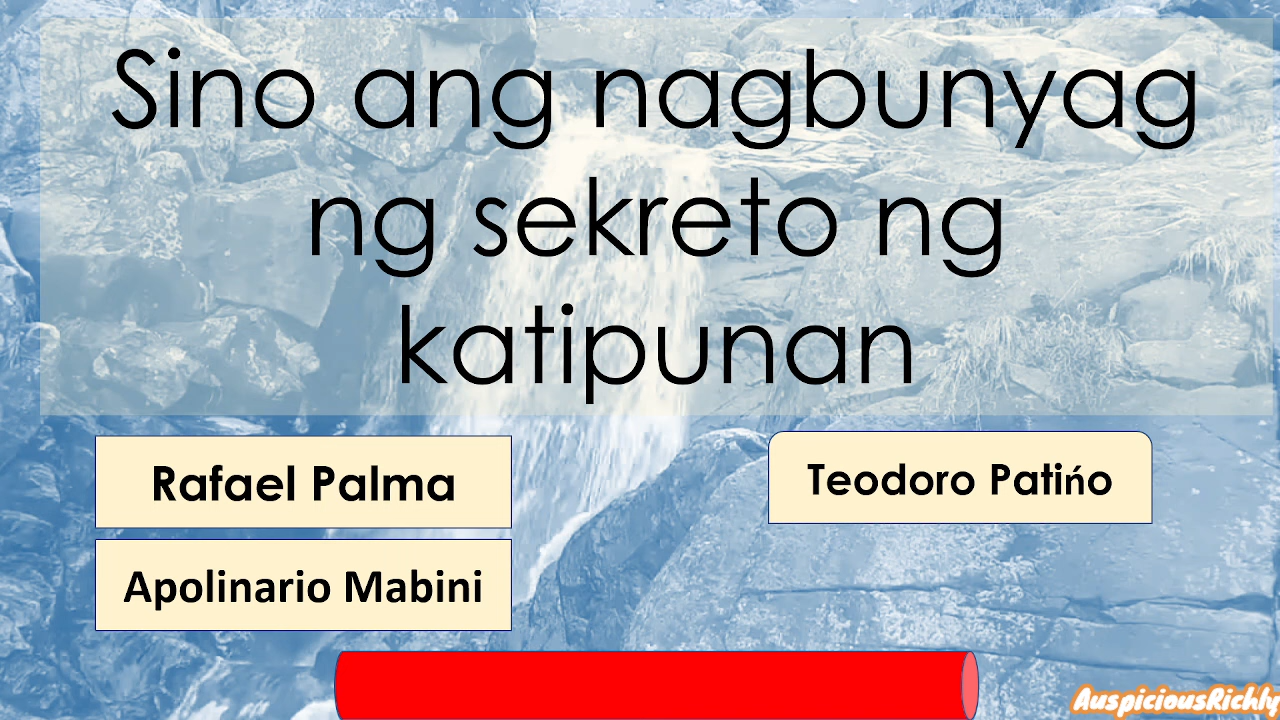 Sino ang nagbunyag
ng sekreto ng
katipunan
Rafael Palma
Teodoro Patińo
Apolinario Mabini
AuspiciousRichly